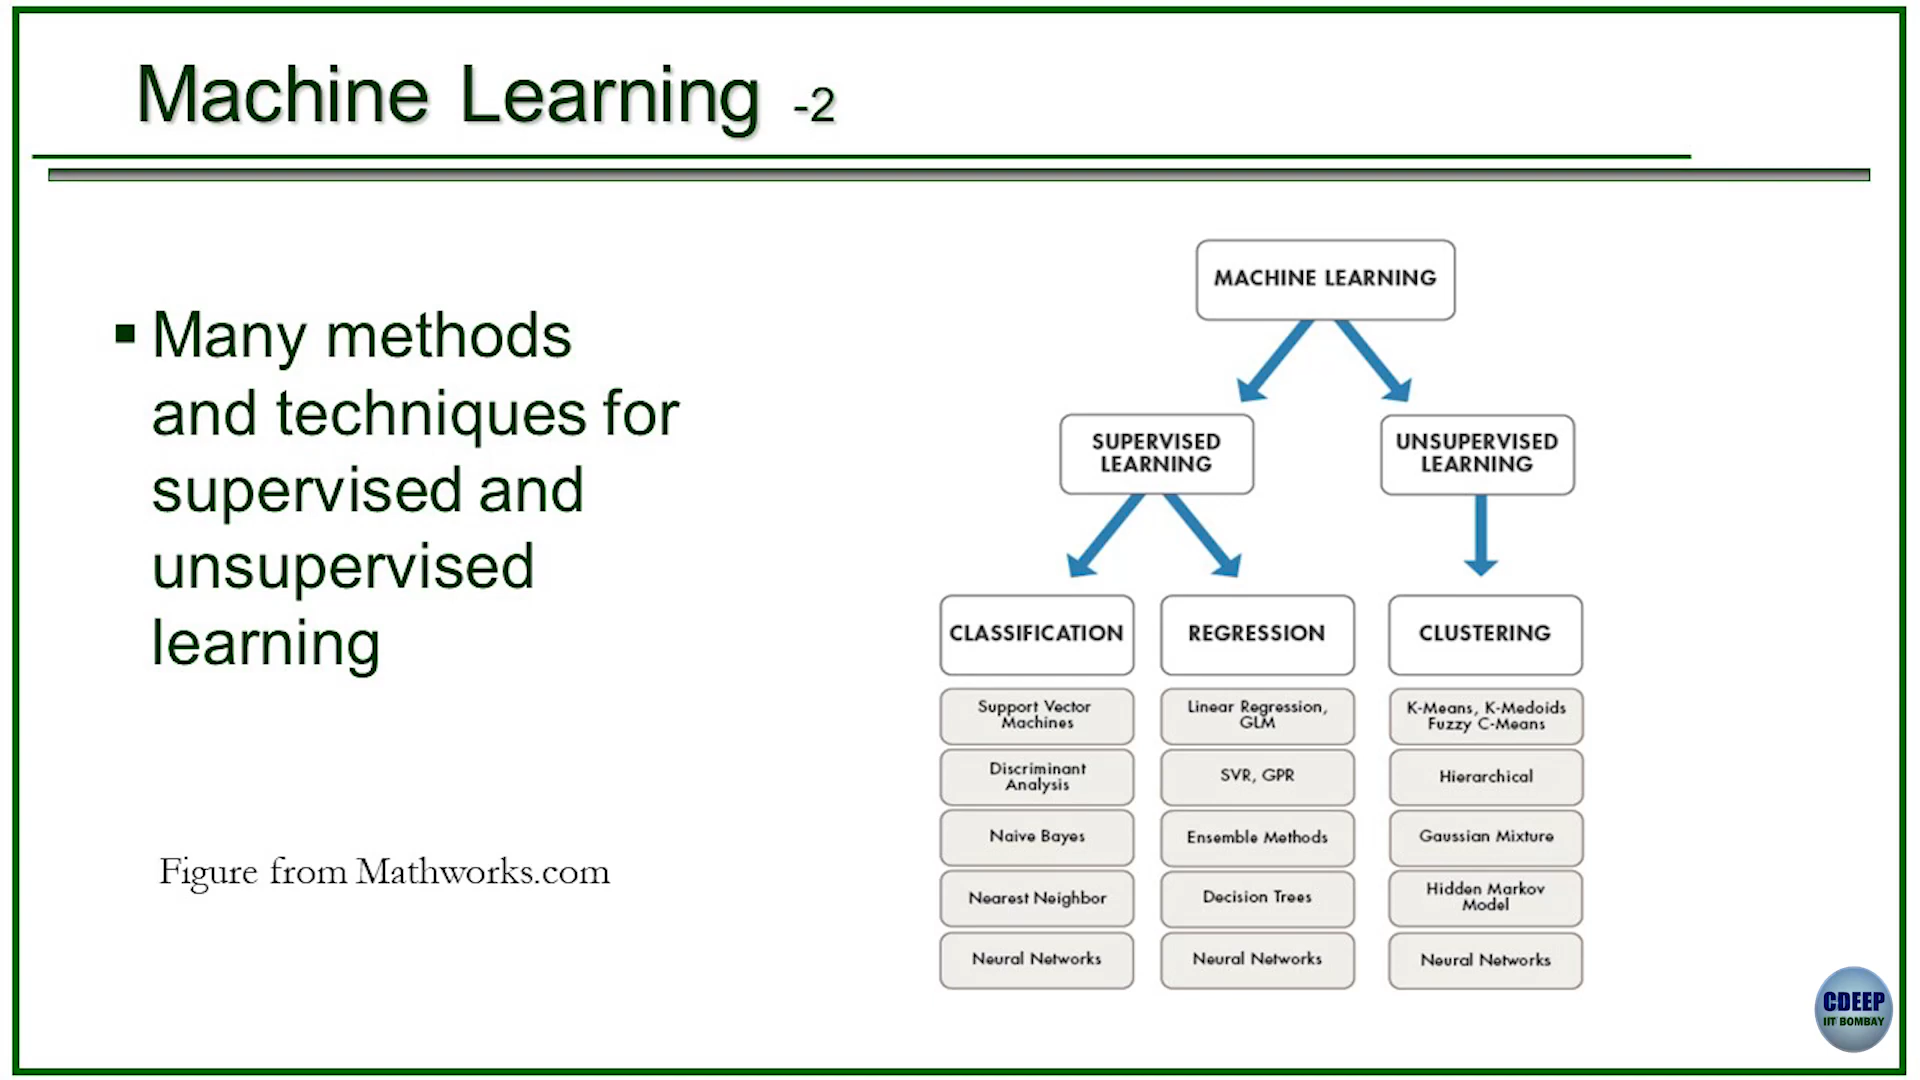 Machine Learning -2
Many methods
and techniques for
supervised and
unsupervised
learning
Figure from Mathworks.com
MACHINE LEARNING
SUPERVISED
LEARNING
UNSUPERVISED
LEARNING
CLASSIFICATION
Support Vector
Machines
Discriminant
Analysis
Naive Bayes
Nearest Neighbor
Neural Networks
REGRESSION
Linear Regression,
GLM
SVR, GPR
Ensemble Methods
Decision Trees
Neural Networks
CLUSTERING
K-Means, K-Medoids
Fuzzy C-Means
Hierarchical
Gaussian Mixture
Hidden Markov
Model
Neural Networks
CDEEP
IIT BOMBAY